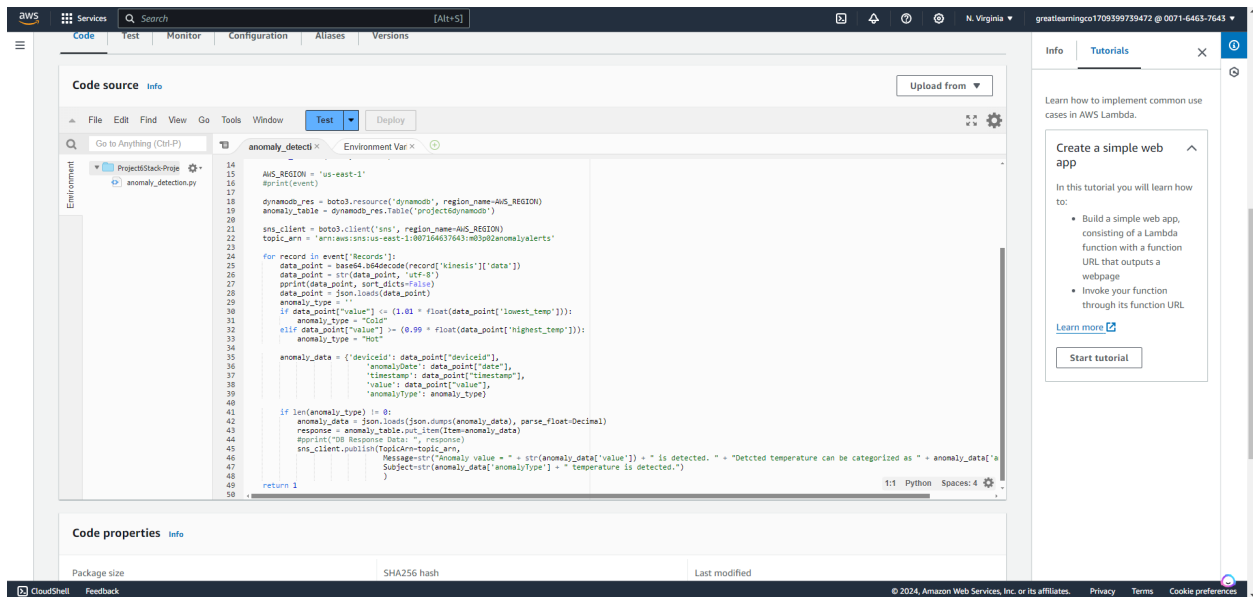 aws
Services
Search
[Alt+S]
N. Virginia
greatlearningco1709399739472 @ 0071-6463-7643
Code Test Monitor Configuration Aliases Versions
Code source Info
Upload from
File Edit Find View Go Tools Window
Test
Deploy
Go to Anything (Ctrl-P)
anomaly_detecti ×
Environment Var ×
Environment
Project6Stack-Proje
anomaly_detection.py
14
15 AWS_REGION = 'us-east-1'
16 #print(event)
17
18 dynamodb_res = boto3.resource('dynamodb', region_name=AWS_REGION)
19 anomaly_table = dynamodb_res.Table('project6dynamodb')
20
21 sns_client = boto3.client('sns', region_name=AWS_REGION)
22 topic_arn = 'arn:aws:sns:us-east-1:007164637643:m03p02anomalyalerts'
23
24 for record in event['Records']:
25 data_point = base64.b64decode(record['kinesis']['data'])
26 data_point = str(data_point, 'utf-8')
27 pprint(data_point, sort_dicts=False)
28 data_point = json.loads(data_point)
29 anomaly_type = ''
30 if data_point["value"] <= (1.01 * float(data_point['lowest_temp'])):
31 anomaly_type = "Cold"
32 elif data_point["value"] >= (0.99 * float(data_point['highest_temp'])):
33 anomaly_type = "Hot"
34
35 anomaly_data = {'deviceid': data_point["deviceid"],
36 'anomalyDate': data_point["date"],
37 'timestamp': data_point["timestamp"],
38 'value': data_point["value"],
39 'anomalyType': anomaly_type}
40
41 if len(anomaly_type) != 0:
42 anomaly_data = json.loads(json.dumps(anomaly_data), parse_float=Decimal)
43 response = anomaly_table.put_item(Item=anomaly_data)
44 #pprint("DB Response Data: ", response)
45 sns_client.publish(TopicArn=topic_arn,
46 Message=str("Anomaly value = " + str(anomaly_data['value']) + " is detected. " + "Detcted temperature can be categorized as " + anomaly_data['a
47 Subject=str(anomaly_data['anomalyType'] + " temperature is detected.")
48 )
49 return 1
50
1:1 Python Spaces: 4
Code properties Info
Package size
SHA256 hash
Last modified
Info
Tutorials
Learn how to implement common use
cases in AWS Lambda.
Create a simple web
app
In this tutorial you will learn how
to:
• Build a simple web app,
consisting of a Lambda
function with a function
URL that outputs a
webpage
• Invoke your function
through its function URL
Learn more
Start tutorial
CloudShell Feedback
© 2024, Amazon Web Services, Inc. or its affiliates. Privacy Terms Cookie preferences